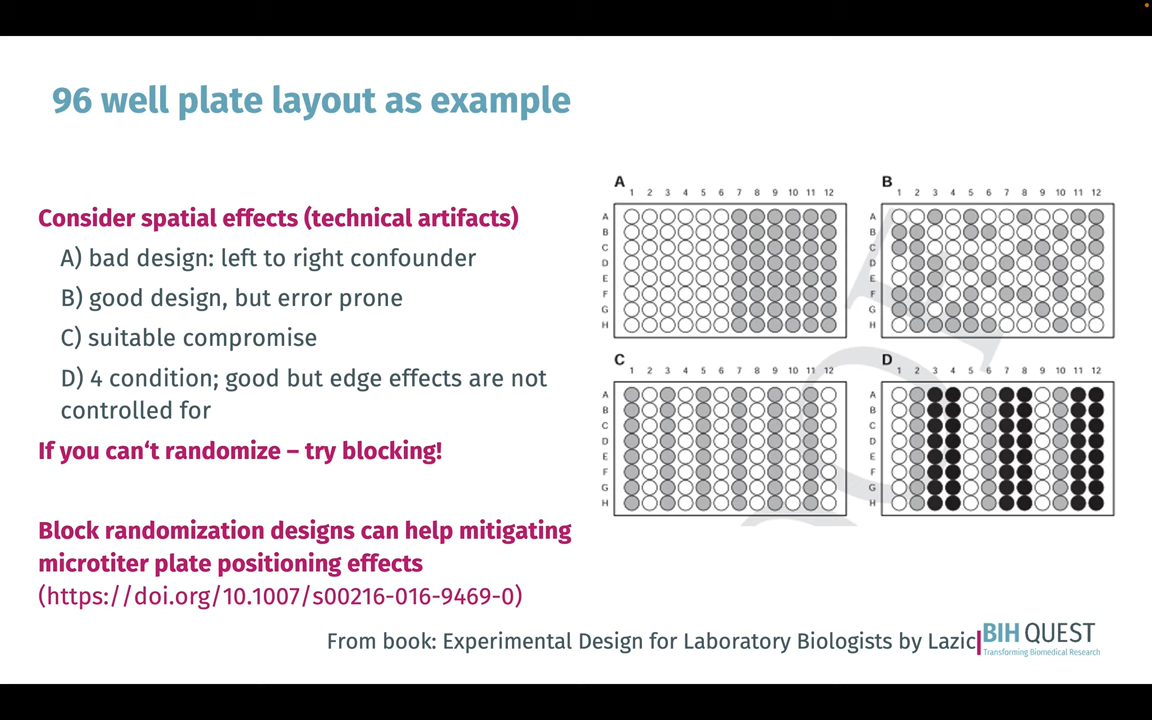 96 well plate layout as example
Consider spatial effects (technical artifacts)
A) bad design: left to right confounder
B) good design, but error prone
C) suitable compromise
D) 4 condition; good but edge effects are not
controlled for
If you can‘t randomize – try blocking!
Block randomization designs can help mitigating
microtiter plate positioning effects
(https://doi.org/10.1007/s00216-016-9469-0)
A
1 2 3 4 5 6 7 8 9 10 11 12
A
B
C
D
E
F
G
H
B
1 2 3 4 5 6 7 8 9 10 11 12
A
B
C
D
E
F
G
H
C
1 2 3 4 5 6 7 8 9 10 11 12
A
B
C
D
E
F
G
H
D
1 2 3 4 5 6 7 8 9 10 11 12
A
B
C
D
E
F
G
H
From book: Experimental Design for Laboratory Biologists by Lazic
BIH QUEST
Transforming Biomedical Research